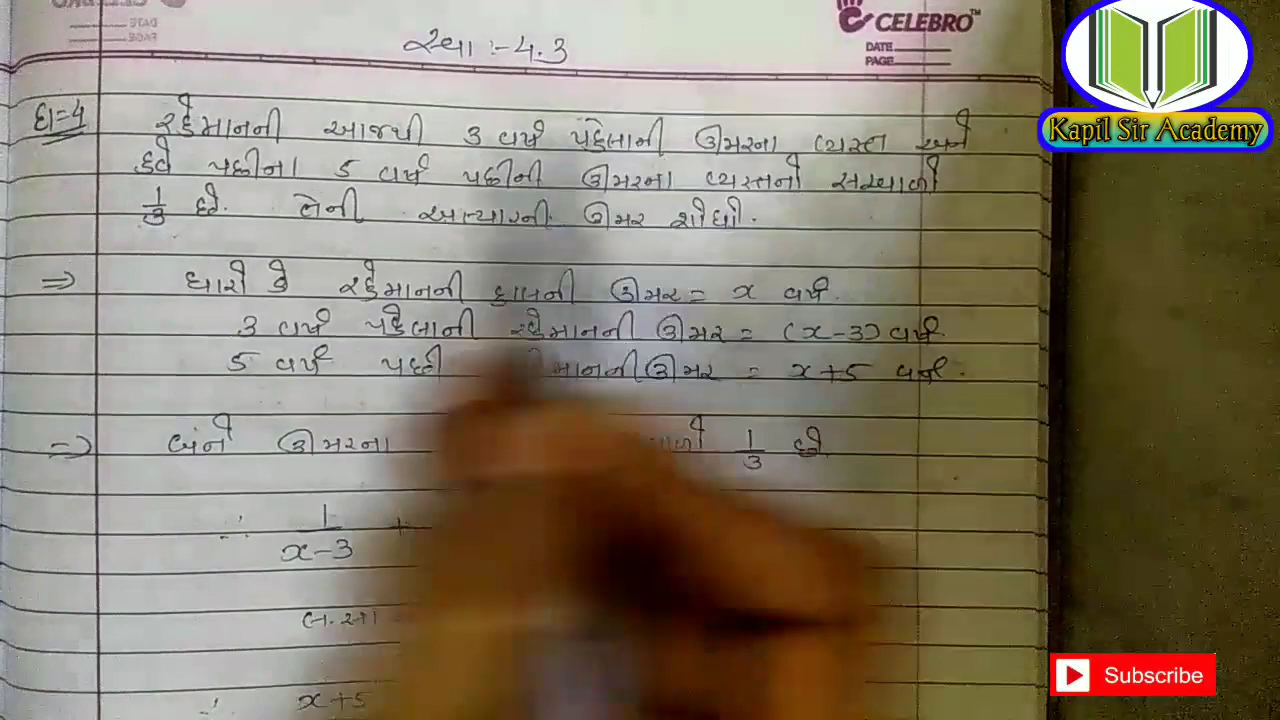 CELEBRO™
DATE
PAGE
સ્વા :- 4.3
દા=4 રહેમાનની આજથી 3 વર્ષ પહેલાની ઊંમરના વ્યસ્ત અને
હવે પછીના 5 વર્ષ પછીની ઊંમરના વ્યસ્તનો સરવાળો
1/3 છે. તેની અત્યારની ઉંમર શોધો.
⇒ ધારો કે રહેમાનની હાલની ઊંમર = x વર્ષ.
3 વર્ષ પહેલાની રહેમાનની ઊંમર = (x-3) વર્ષ.
5 વર્ષ પછી માનની ઊંમર = x+5 વર્ષ.
⇒ બંને ઊંમરના ળો 1/3 છે
∴ 1/x-3 +
લ.સા
∴ x+5
Kapil Sir Academy
Subscribe